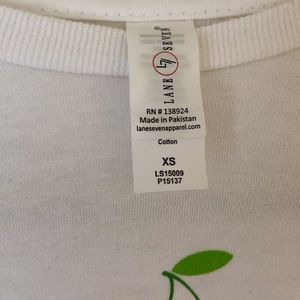 LANE SEVEN
RN # 138924
Made in Pakistan
lanesevenapparel.com
Cotton
XS
LS15009
P15137